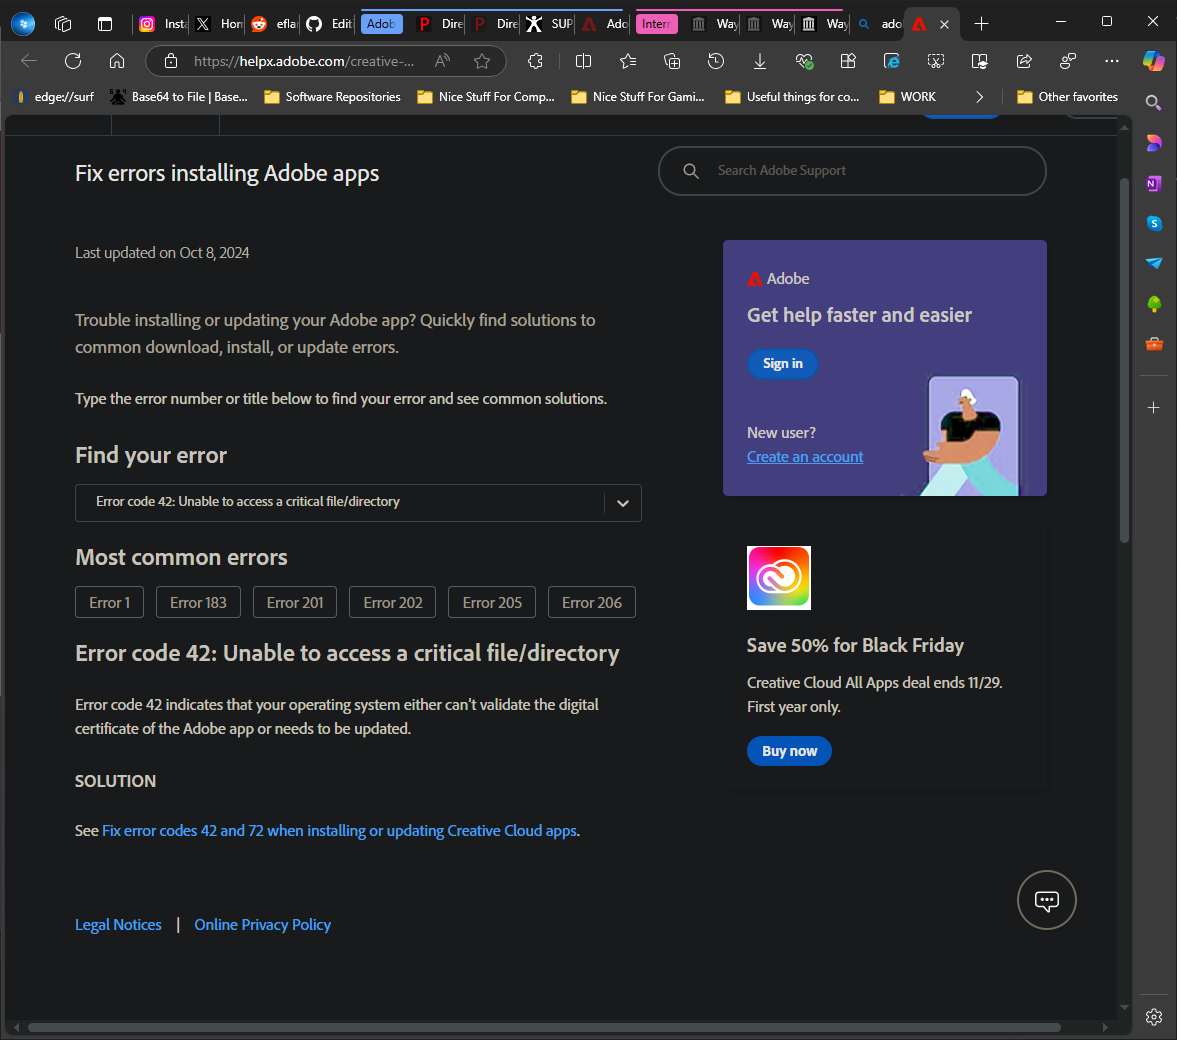 Insta
Hom
eflar
Edit
Adob
Dire
Dire
SUP
Ado
Intern
Way
Way
Way
ado
https://helpx.adobe.com/creative-...
edge://surf
Base64 to File | Base...
Software Repositories
Nice Stuff For Comp...
Nice Stuff For Gami...
Useful things for co...
WORK
Other favorites
Fix errors installing Adobe apps
Search Adobe Support
Last updated on Oct 8, 2024
Trouble installing or updating your Adobe app? Quickly find solutions to
common download, install, or update errors.
Type the error number or title below to find your error and see common solutions.
Find your error
Error code 42: Unable to access a critical file/directory
Most common errors
Error 1
Error 183
Error 201
Error 202
Error 205
Error 206
Error code 42: Unable to access a critical file/directory
Error code 42 indicates that your operating system either can't validate the digital
certificate of the Adobe app or needs to be updated.
SOLUTION
See Fix error codes 42 and 72 when installing or updating Creative Cloud apps.
Legal Notices | Online Privacy Policy
Adobe
Get help faster and easier
Sign in
New user?
Create an account
Save 50% for Black Friday
Creative Cloud All Apps deal ends 11/29.
First year only.
Buy now